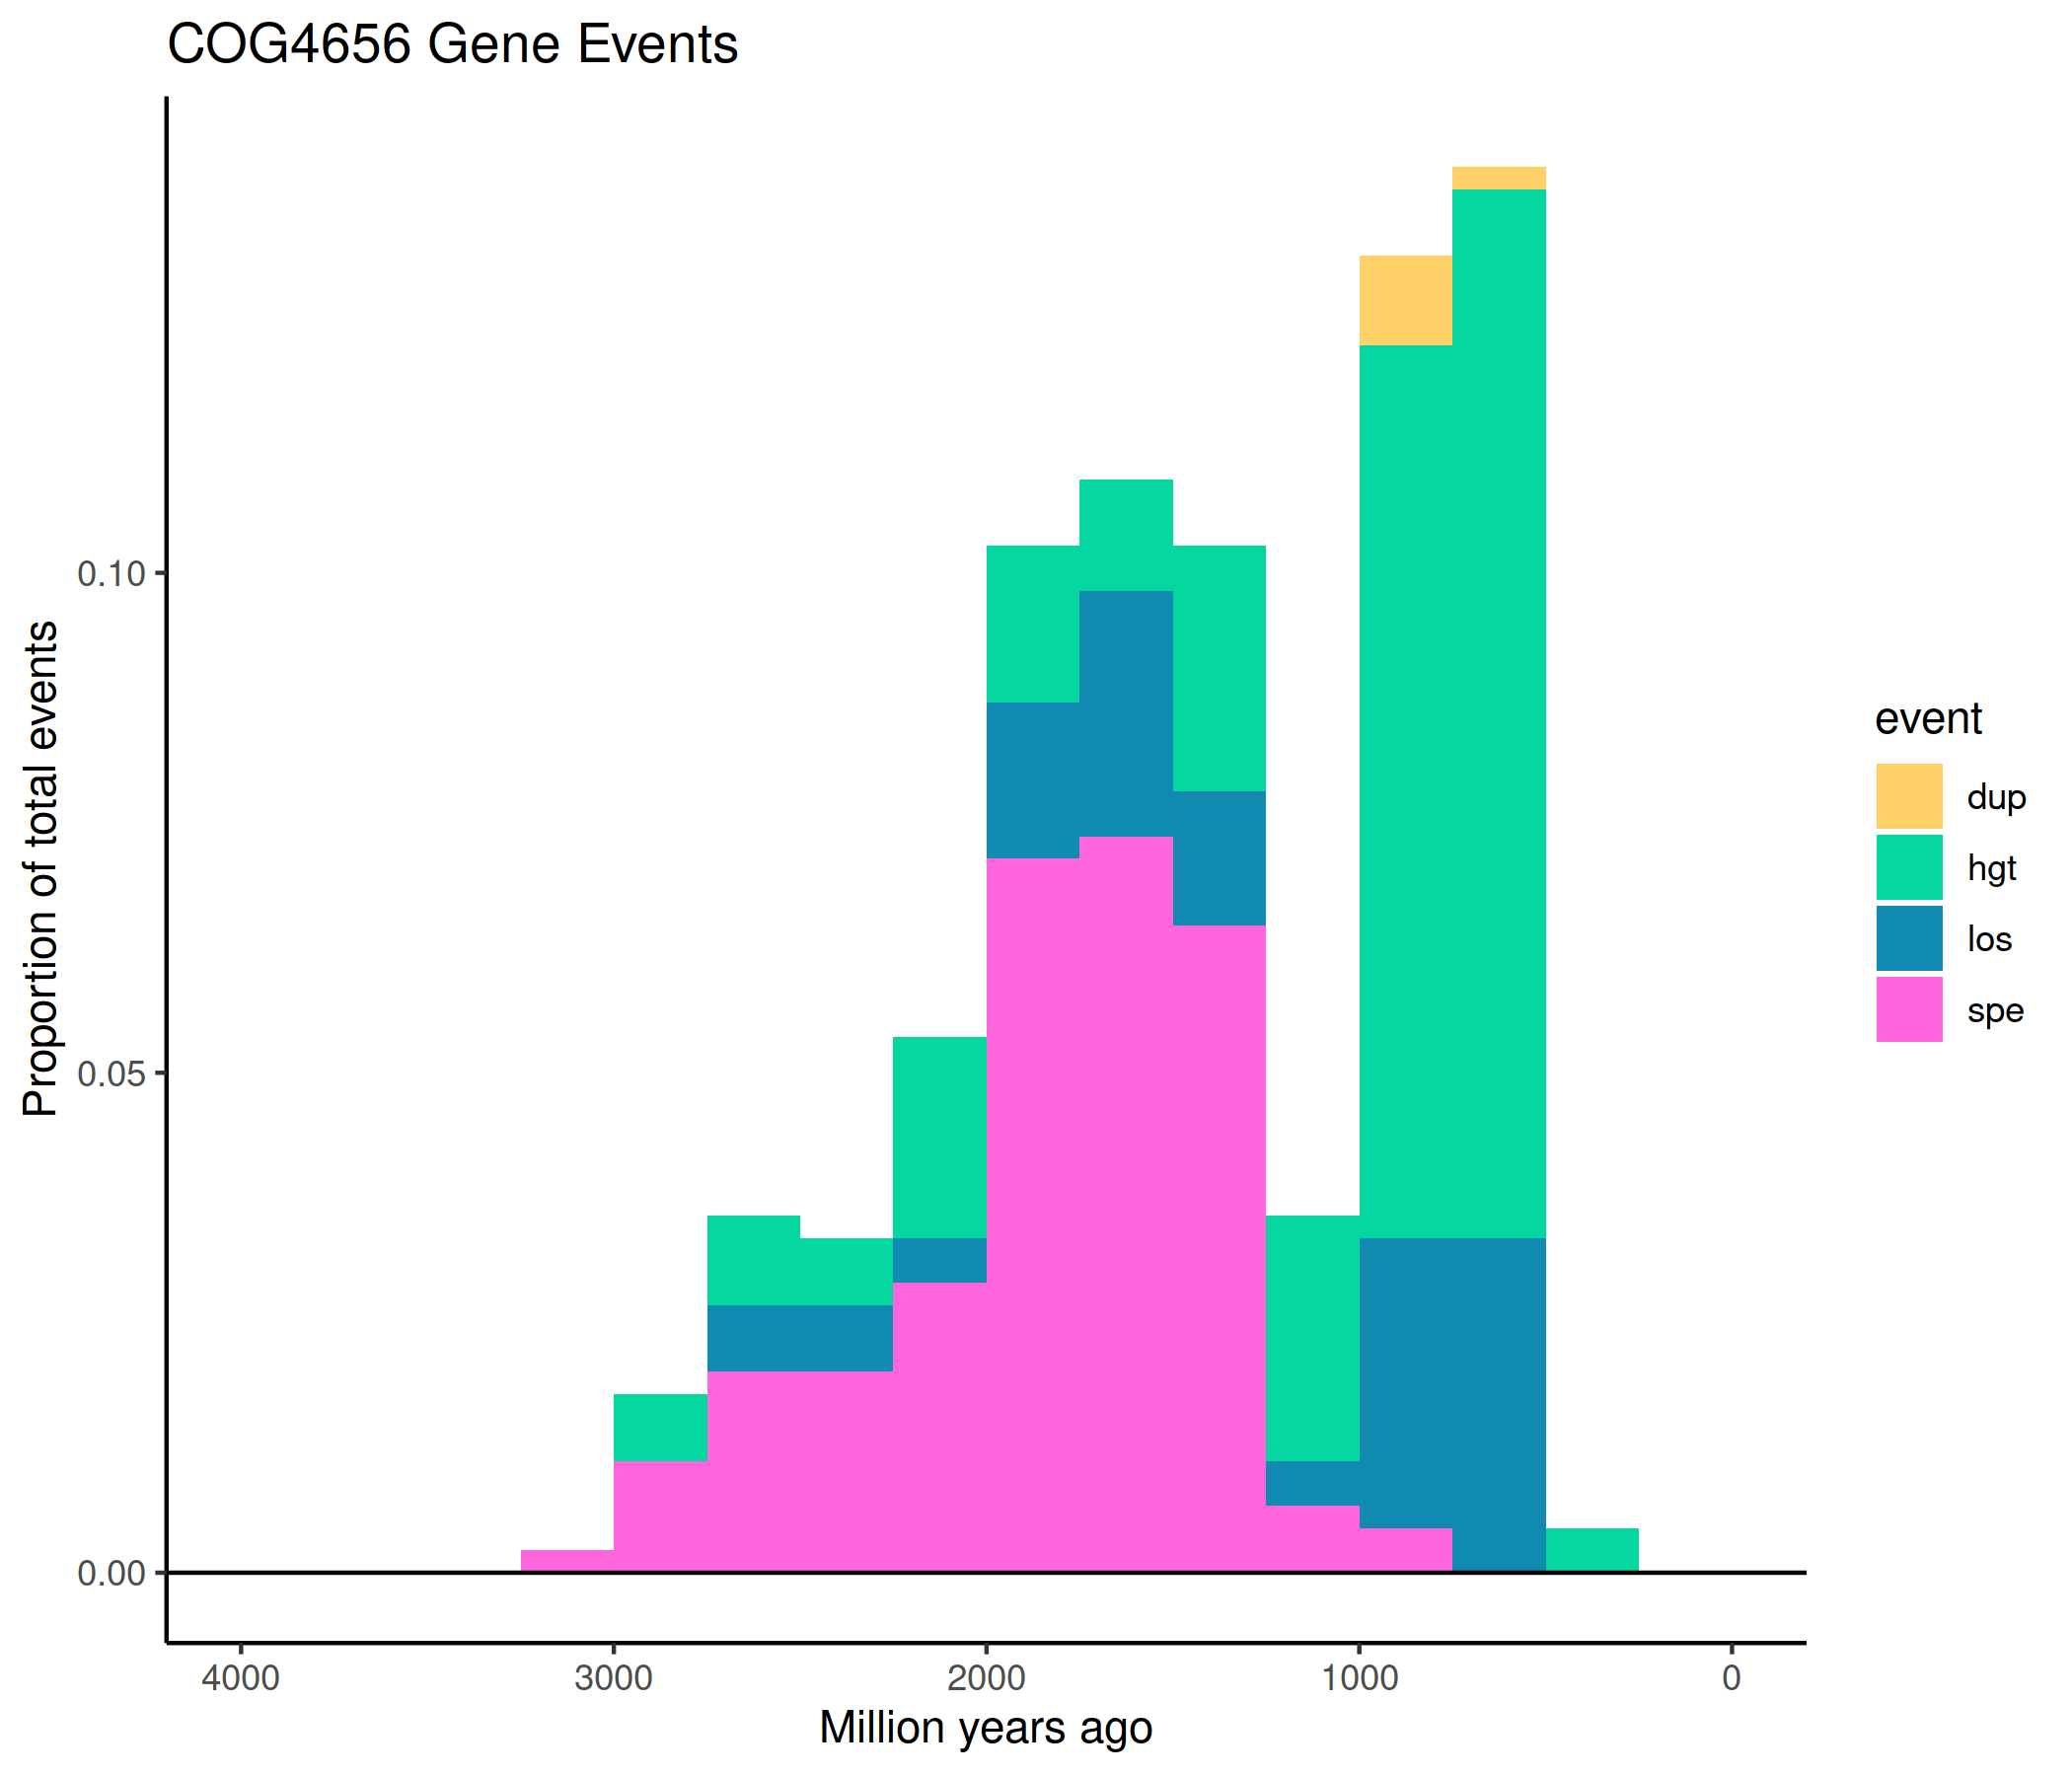 COG4656 Gene Events
Proportion of total events
0.10
0.05
0.00
4000 3000 2000 1000 0
Million years ago
event
dup
hgt
los
spe